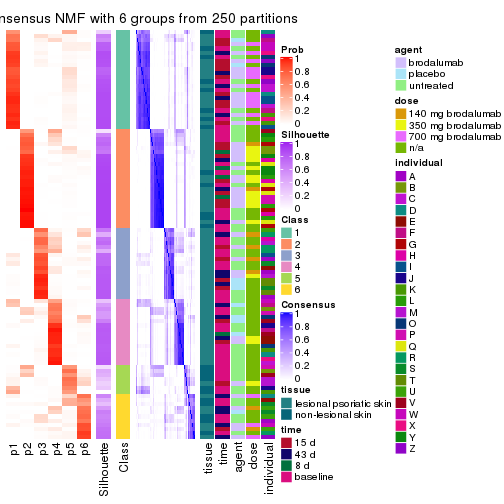 nsensus NMF with 6 groups from 250 partitions
p1
p2
p3
p4
p5
p6
Silhouette
Class
tissue
time
agent
dose
individual
Prob
1
0.8
0.6
0.4
0.2
0
Silhouette
1
0.8
0.6
0.4
0.2
0
Class
1
2
3
4
5
6
Consensus
1
0.8
0.6
0.4
0.2
0
tissue
lesional psoriatic skin
non-lesional skin
time
15 d
43 d
8 d
baseline
agent
brodalumab
placebo
untreated
dose
140 mg brodalumab
350 mg brodalumab
700 mg brodalumab
n/a
individual
A
B
C
D
E
F
G
H
I
J
K
L
M
O
P
Q
R
S
T
U
V
W
X
Y
Z